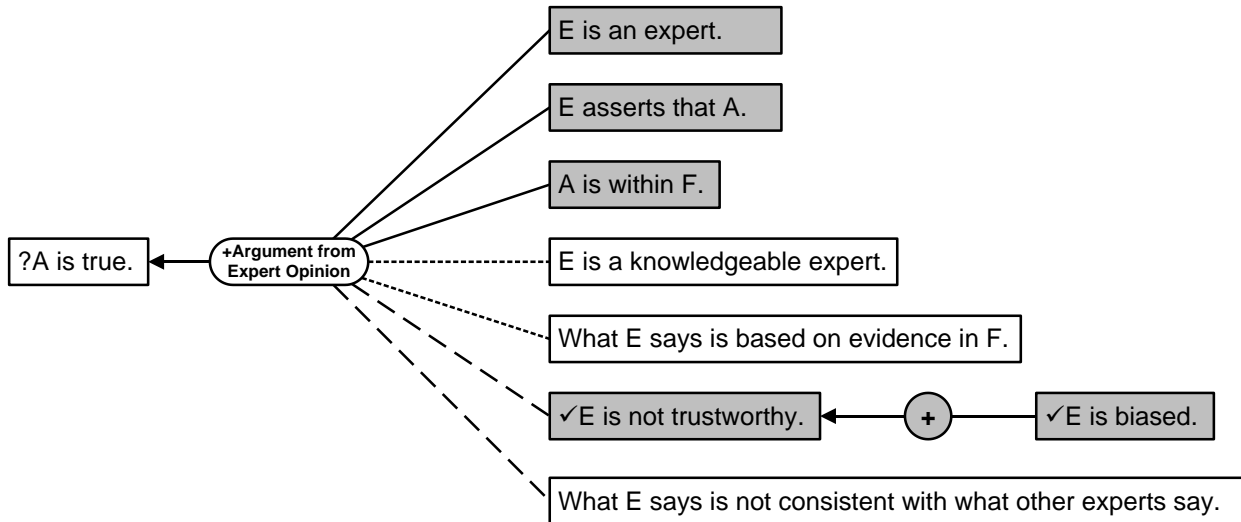 E is an expert.
E asserts that A.
A is within F.
?A is true.
+Argument from
Expert Opinion
E is a knowledgeable expert.
What E says is based on evidence in F.
✓E is not trustworthy.
+
✓E is biased.
What E says is not consistent with what other experts say.